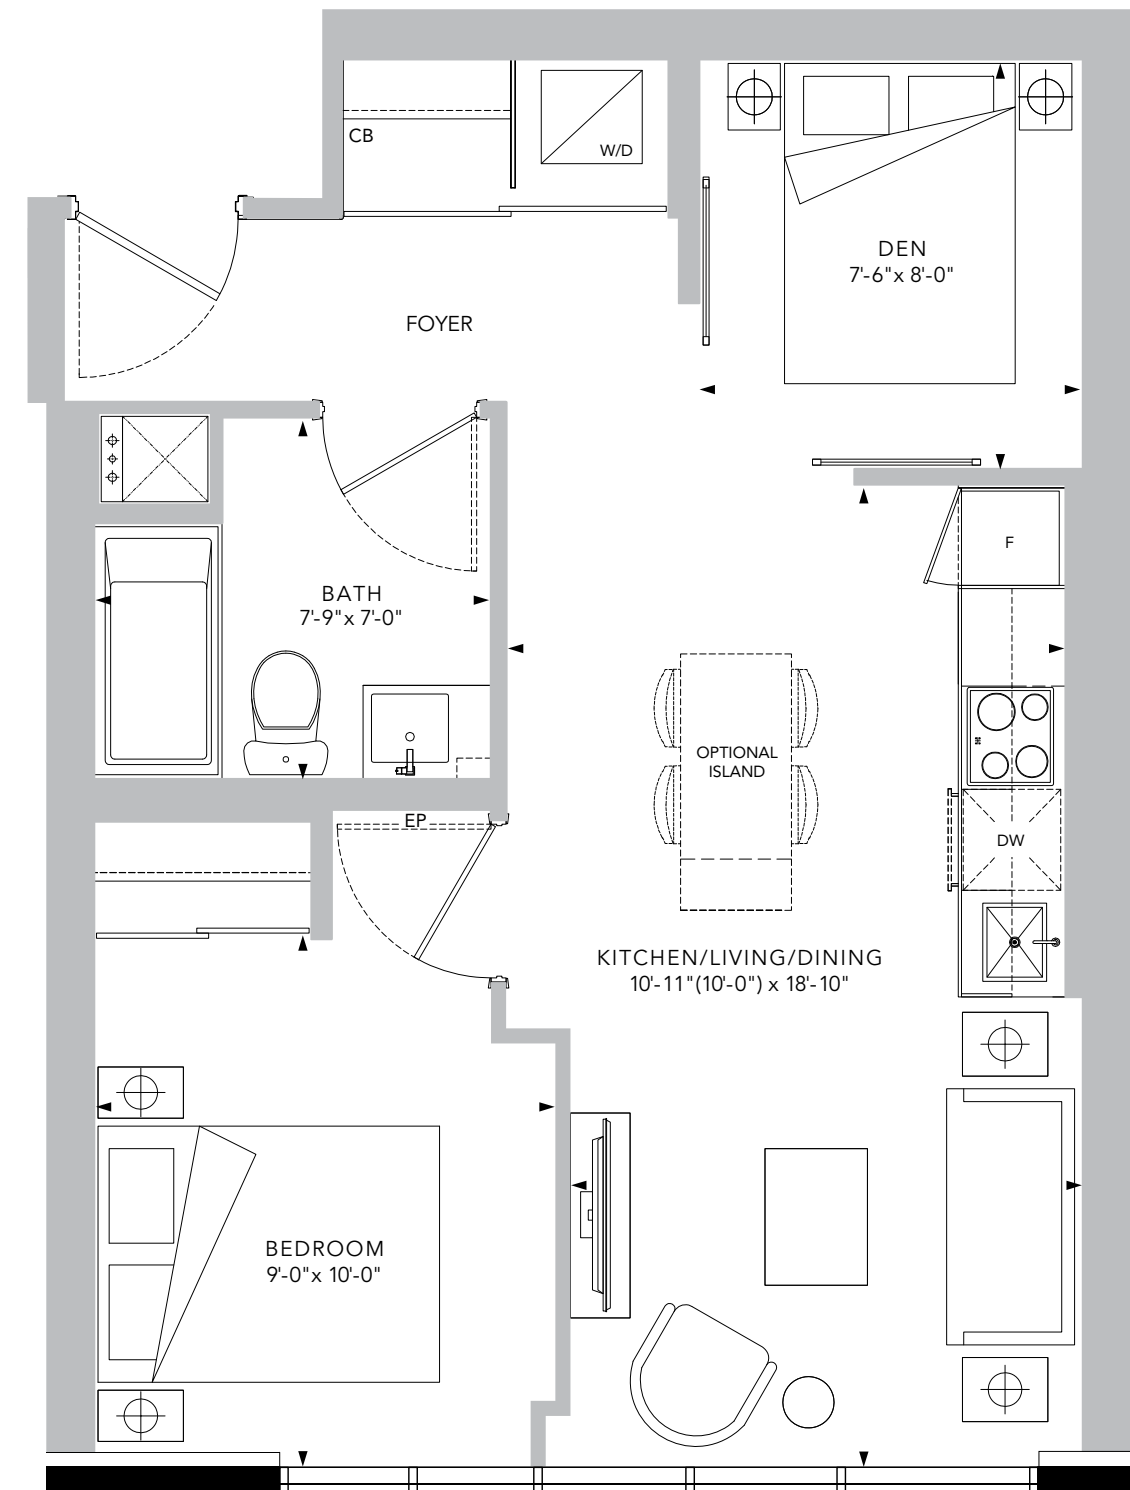 CB
W/D
DEN
7'-6"x 8'-0"
FOYER
F
BATH
7'-9"x 7'-0"
OPTIONAL
ISLAND
EP
DW
KITCHEN/LIVING/DINING
10'-11"(10'-0") x 18'-10"
BEDROOM
9'-0"x 10'-0"